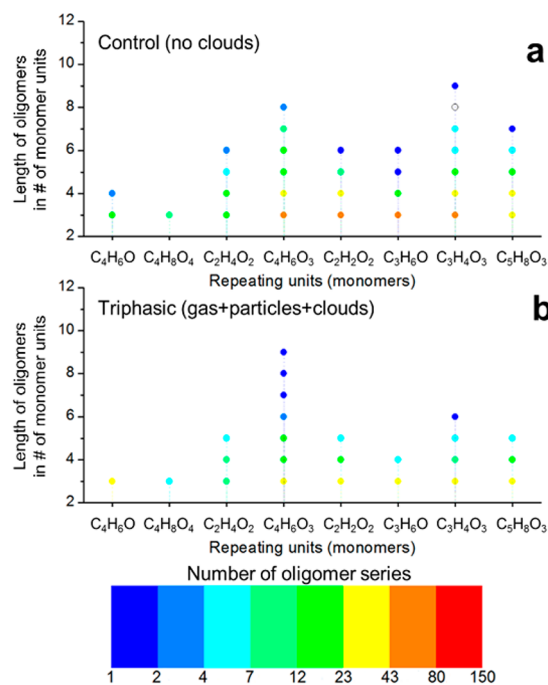 Control (no clouds)
a
Length of oligomers
in # of monomer units
12
10
8
6
4
2
C₄H₆O C₄H₈O₄ C₂H₄O₂ C₄H₆O₃ C₂H₂O₂ C₃H₆O C₃H₄O₃ C₅H₈O₃
Repeating units (monomers)
Triphasic (gas+particles+clouds)
b
Length of oligomers
in # of monomer units
12
10
8
6
4
2
C₄H₆O C₄H₈O₄ C₂H₄O₂ C₄H₆O₃ C₂H₂O₂ C₃H₆O C₃H₄O₃ C₅H₈O₃
Repeating units (monomers)
Number of oligomer series
1 2 4 7 12 23 43 80 150